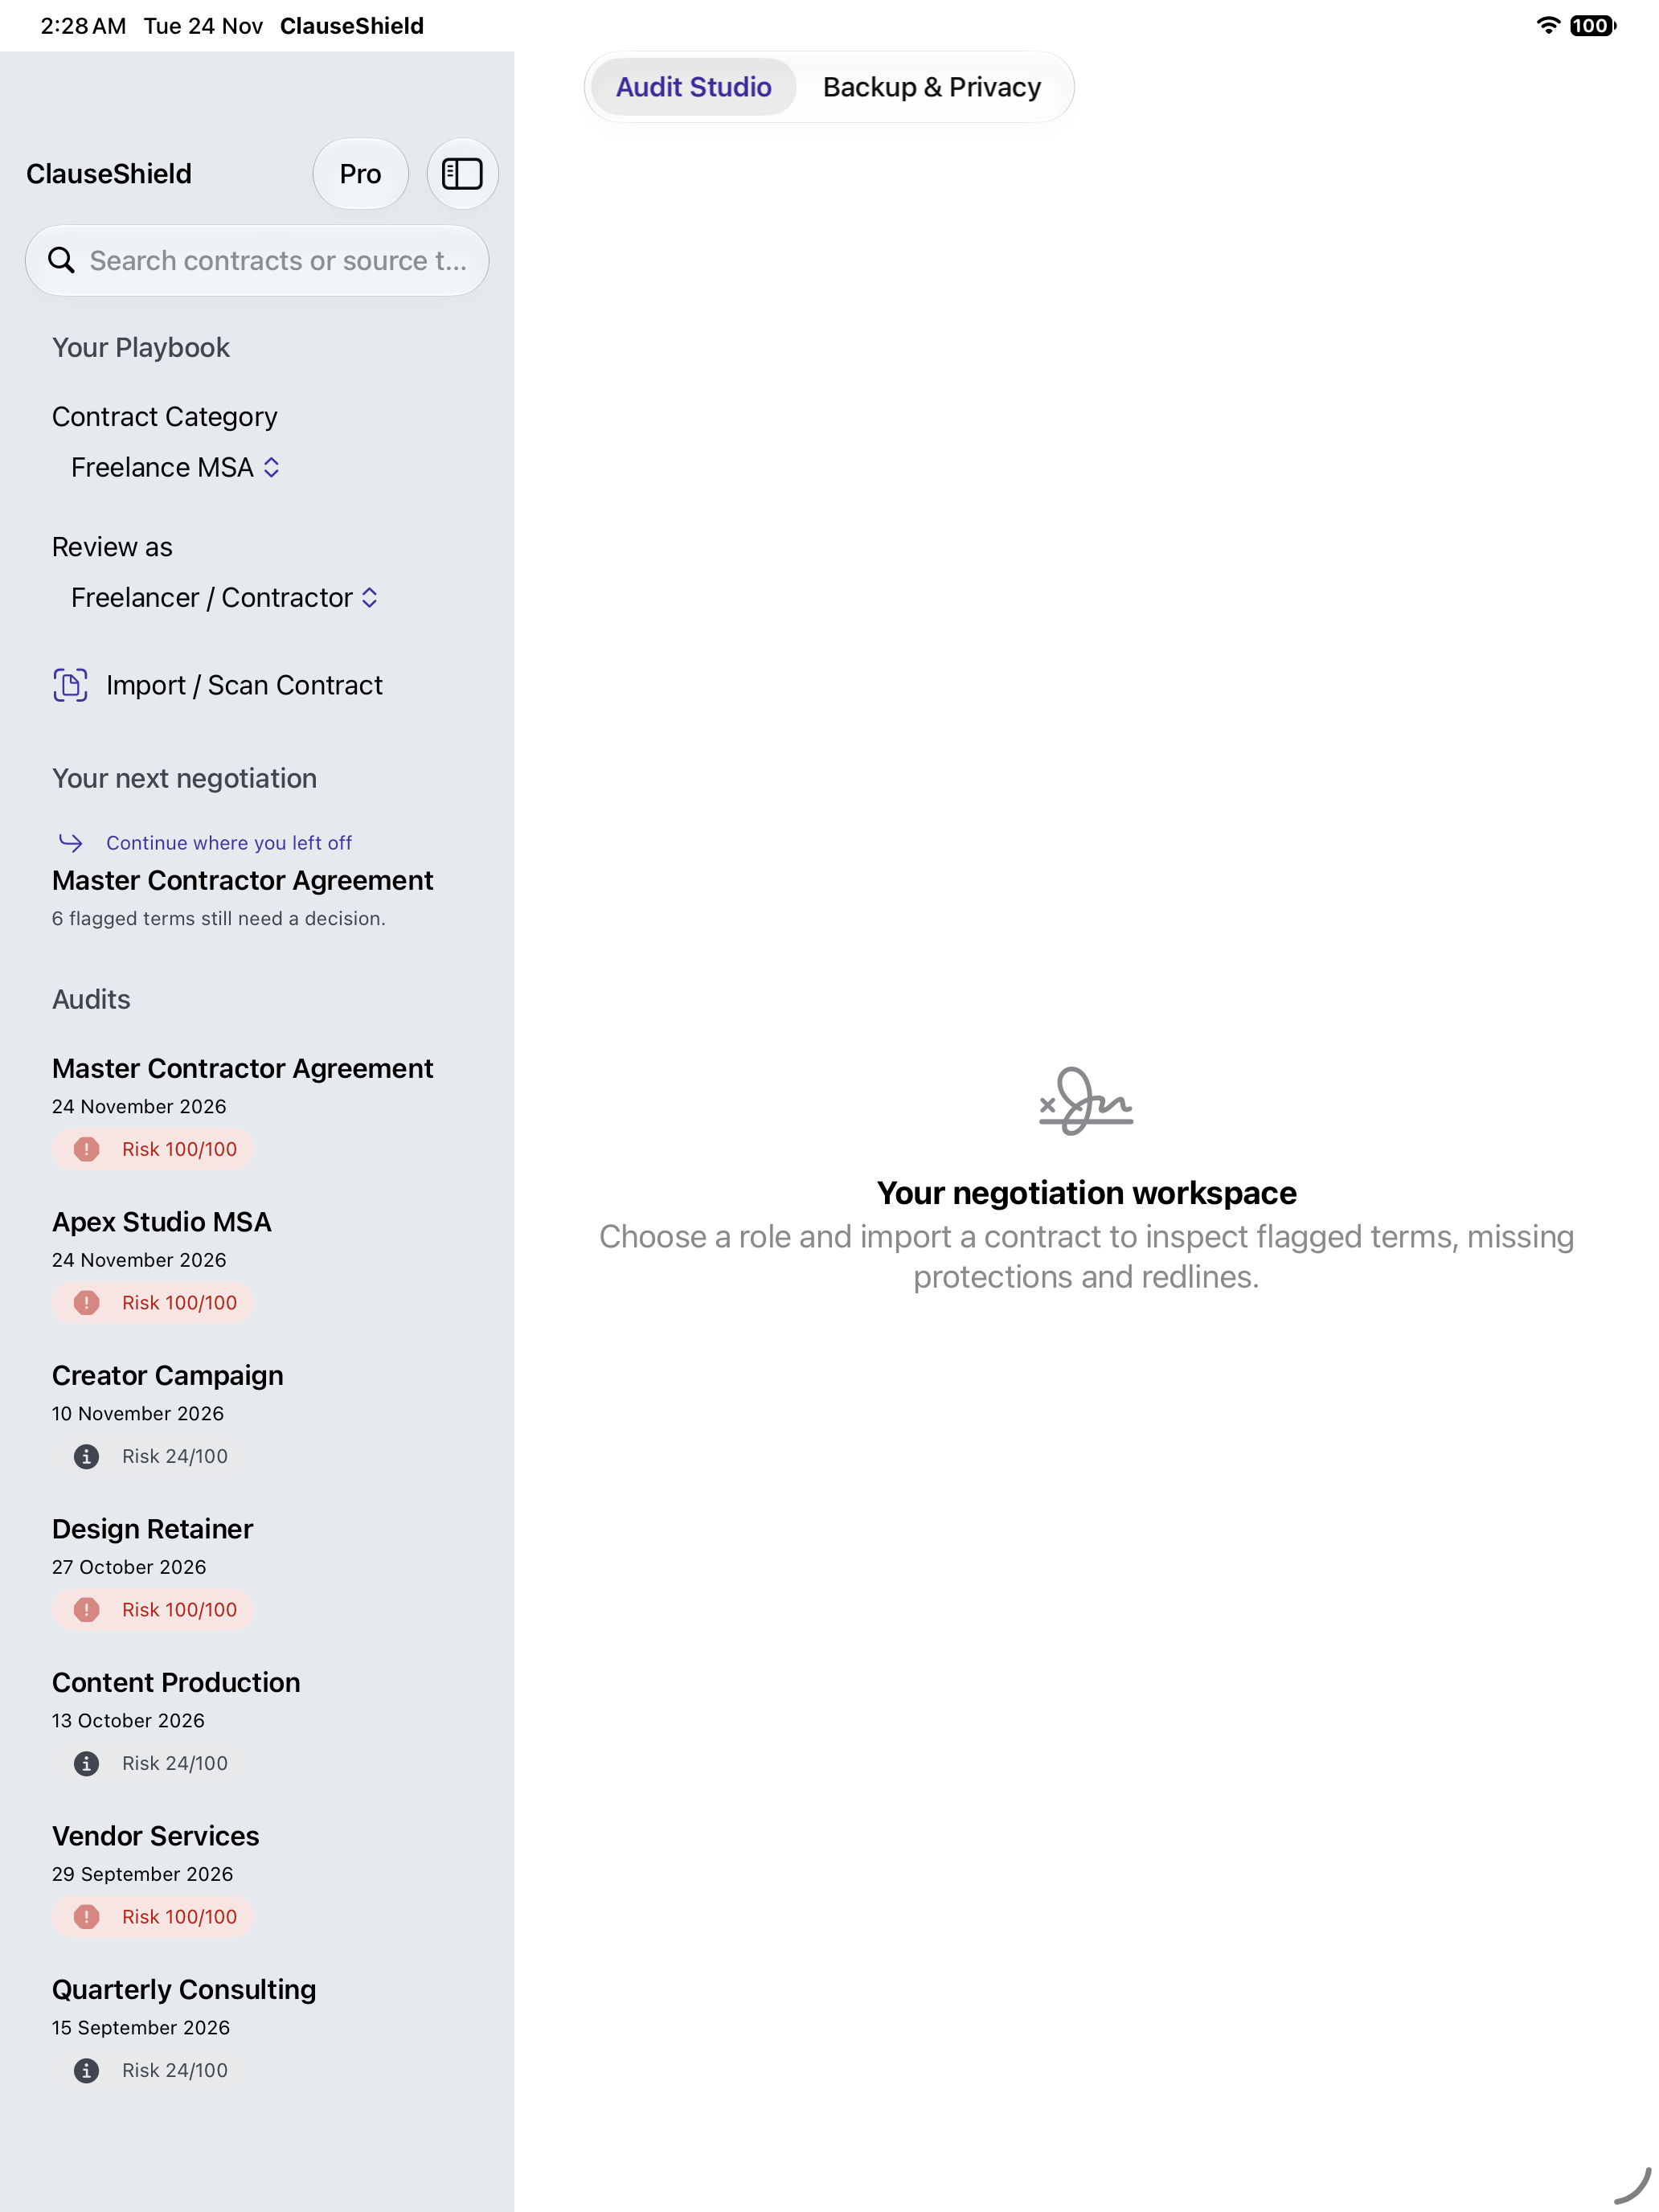 2:28 AM Tue 24 Nov ClauseShield
100
Audit Studio
Backup & Privacy
ClauseShield
Pro
Search contracts or source t...
Your Playbook
Contract Category
Freelance MSA
Review as
Freelancer / Contractor
Import / Scan Contract
Your next negotiation
Continue where you left off
Master Contractor Agreement
6 flagged terms still need a decision.
Audits
Master Contractor Agreement
24 November 2026
Risk 100/100
Apex Studio MSA
24 November 2026
Risk 100/100
Creator Campaign
10 November 2026
Risk 24/100
Design Retainer
27 October 2026
Risk 100/100
Content Production
13 October 2026
Risk 24/100
Vendor Services
29 September 2026
Risk 100/100
Quarterly Consulting
15 September 2026
Risk 24/100
Your negotiation workspace
Choose a role and import a contract to inspect flagged terms, missing
protections and redlines.